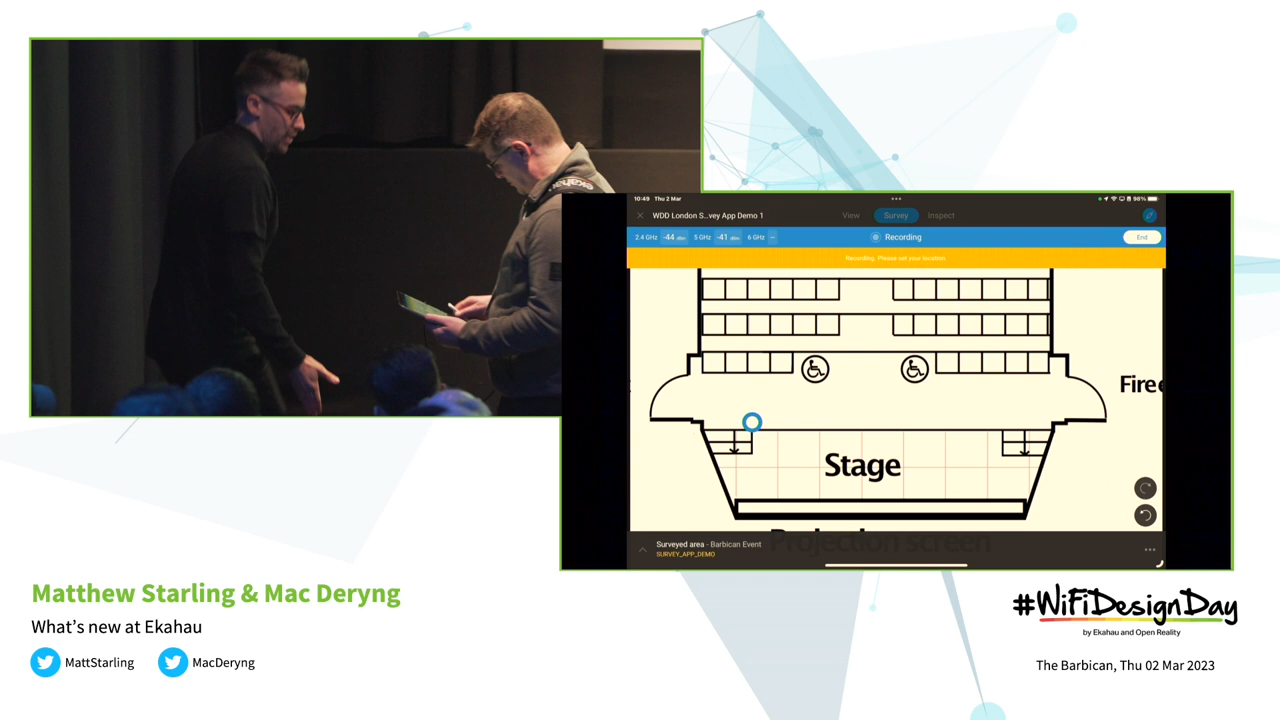 ekahau
10:49 Thu 2 Mar
98%
WDD London S...vey App Demo 1
View
Survey
Inspect
2.4 GHz -44 dBm 5 GHz -41 dBm 6 GHz --
Recording
End
Recording. Please set your location.
Fire
Stage
Projection screen
Surveyed area - Barbican Event
SURVEY_APP_DEMO
Matthew Starling & Mac Deryng
What's new at Ekahau
MattStarling
MacDeryng
#WiFiDesignDay
by Ekahau and Open Reality
The Barbican, Thu 02 Mar 2023